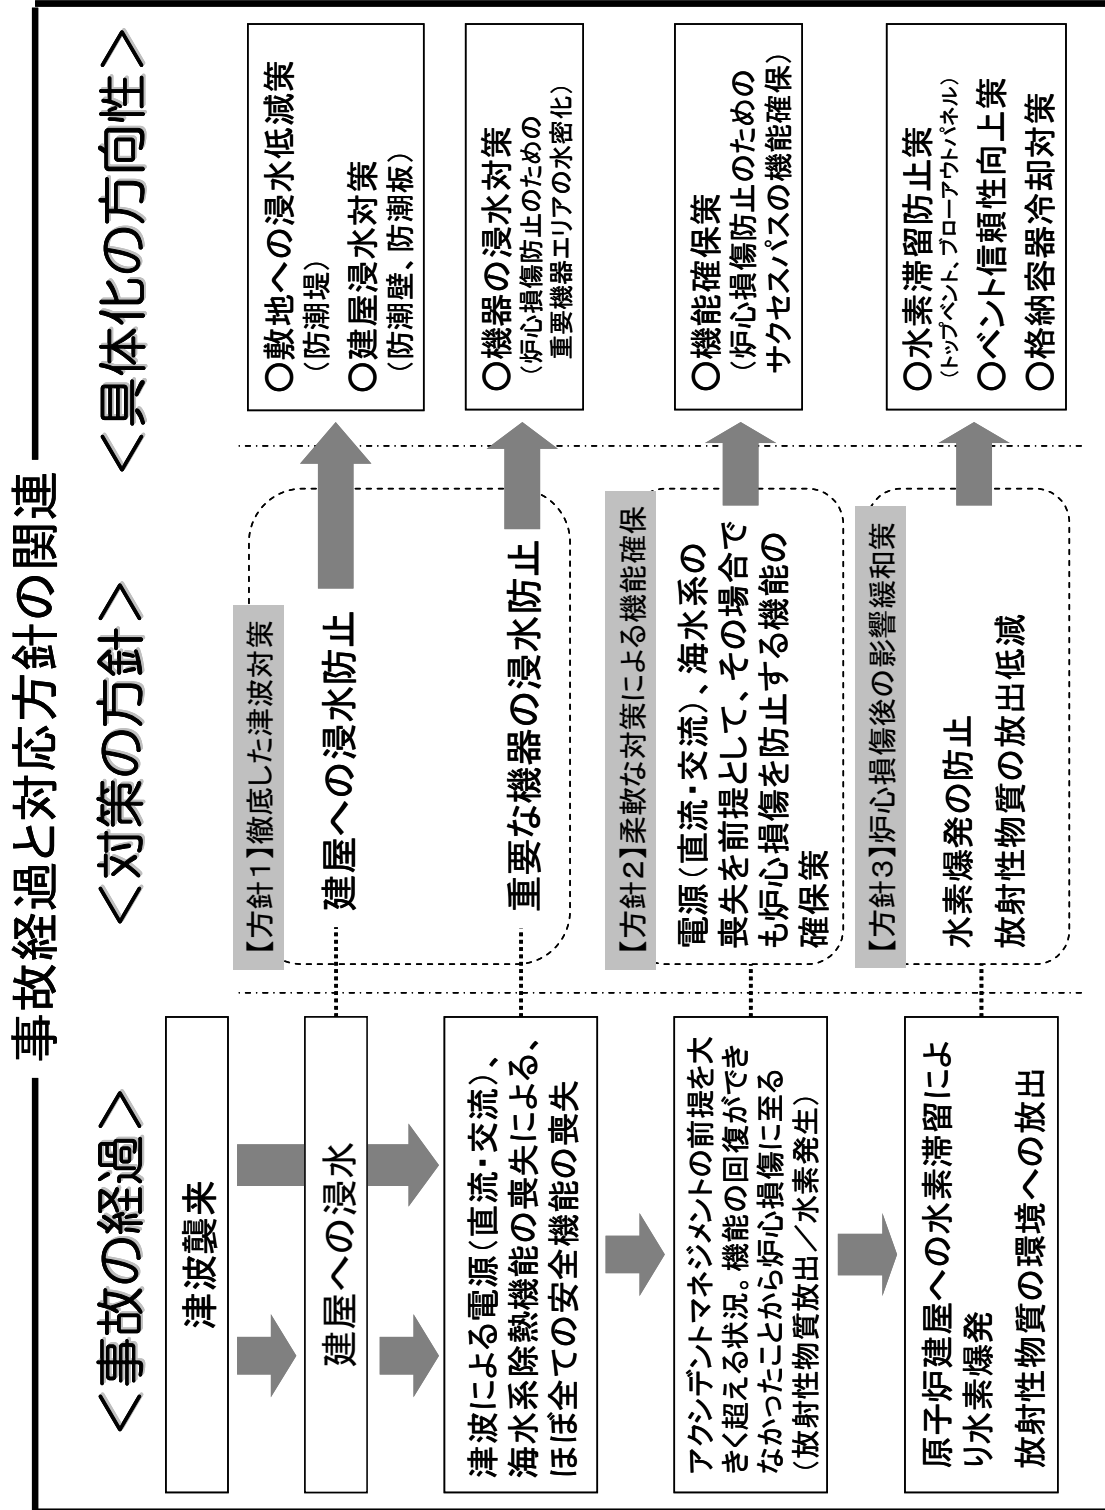 事故経過と対応方針の関連
＜事故の経過＞
＜対策の方針＞
＜具体化の方向性＞
津波襲来
建屋への浸水
津波による電源（直流・交流）、
海水系除熱機能の喪失による、
ほぼ全ての安全機能の喪失
アクシデントマネジメントの前提を大
きく超える状況。機能の回復ができ
なかったことから炉心損傷に至る
（放射性物質放出／水素発生）
原子炉建屋への水素滞留によ
り水素爆発
放射性物質の環境への放出
【方針１】徹底した津波対策
建屋への浸水防止
重要な機器の浸水防止
【方針２】柔軟な対策による機能確保
電源（直流・交流）、海水系の
喪失を前提として、その場合で
も炉心損傷を防止する機能の
確保策
【方針３】炉心損傷後の影響緩和策
水素爆発の防止
放射性物質の放出低減
○敷地への浸水低減策
（防潮堤）
○建屋浸水対策
（防潮壁、防潮板）
○機器の浸水対策
（炉心損傷防止のための
重要機器エリアの水密化）
○機能確保策
（炉心損傷防止のための
サクセスパスの機能確保）
○水素滞留防止策
（トップベント、ブローアウトパネル）
○ベント信頼性向上策
○格納容器冷却対策